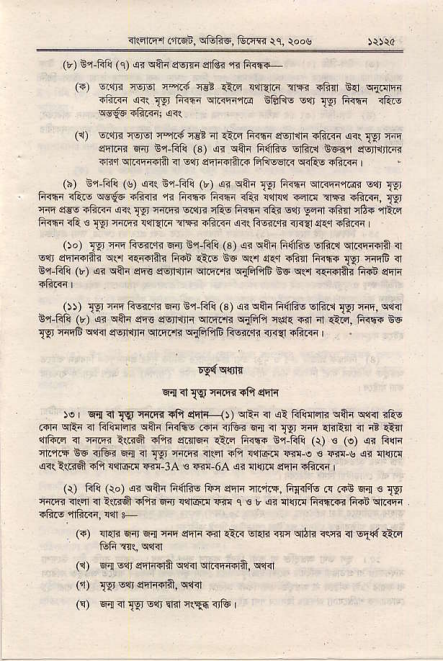 বাংলাদেশ গেজেট, অতিরিক্ত, ডিসেম্বর ২৭, ২০০৬ ১২১২৫
(৮) উপ-বিধি (৭) এর অধীন প্রত্যয়ন প্রাপ্তির পর নিবন্ধক—
(ক) তথ্যের সত্যতা সম্পর্কে সন্তুষ্ট হইলে যথাস্থানে স্বাক্ষর করিয়া উহা অনুমোদন
করিবেন এবং মৃত্যু নিবন্ধন আবেদনপত্রে উল্লিখিত তথ্য মৃত্যু নিবন্ধন বহিতে
অন্তর্ভুক্ত করিবেন; এবং
(খ) তথ্যের সত্যতা সম্পর্কে সন্তুষ্ট না হইলে নিবন্ধন প্রত্যাখান করিবেন এবং মৃত্যু সনদ
প্রদানের জন্য উপ-বিধি (৪) এর অধীন নির্ধারিত তারিখে উক্তরূপ প্রত্যাখ্যানের
কারণ আবেদনকারী বা তথ্য প্রদানকারীকে লিখিতভাবে অবহিত করিবেন।
(৯) উপ-বিধি (৬) এবং উপ-বিধি (৮) এর অধীন মৃত্যু নিবন্ধন আবেদনপত্রের তথ্য মৃত্যু
নিবন্ধন বহিতে অন্তর্ভুক্ত করিবার পর নিবন্ধক নিবন্ধন বহির যথাযথ কলামে স্বাক্ষর করিবেন, মৃত্যু
সনদ প্রস্তুত করিবেন এবং মৃত্যু সনদের তথ্যের সহিত নিবন্ধন বহির তথ্য তুলনা করিয়া সঠিক পাইলে
নিবন্ধন বহি ও মৃত্যু সনদের যথাস্থানে স্বাক্ষর করিবেন এবং বিতরণের ব্যবস্থা গ্রহণ করিবেন।
(১০) মৃত্যু সনদ বিতরণের জন্য উপ-বিধি (৪) এর অধীন নির্ধারিত তারিখে আবেদনকারী বা
তথ্য প্রদানকারীর অংশ বহনকারীর নিকট হইতে উক্ত অংশ গ্রহণ করিয়া নিবন্ধক মৃত্যু সনদটি বা
উপ-বিধি (৮) এর অধীন প্রদত্ত প্রত্যাখ্যান আদেশের অনুলিপিটি উক্ত অংশ বহনকারীর নিকট প্রদান
করিবেন।
(১১) মৃত্যু সনদ বিতরণের জন্য উপ-বিধি (৪) এর অধীন নির্ধারিত তারিখে মৃত্যু সনদ, অথবা
উপ-বিধি (৮) এর অধীন প্রদত্ত প্রত্যাখ্যান আদেশের অনুলিপি সংগ্রহ করা না হইলে, নিবন্ধক উক্ত
মৃত্যু সনদটি অথবা প্রত্যাখ্যান আদেশের অনুলিপিটি বিতরণের ব্যবস্থা করিবেন।
চতুর্থ অধ্যায়
জন্ম বা মৃত্যু সনদের কপি প্রদান
১৩। জন্ম বা মৃত্যু সনদের কপি প্রদান—(১) আইন বা এই বিধিমালার অধীন অথবা রহিত
কোন আইন বা বিধিমালার অধীন নিবন্ধিত কোন ব্যক্তির জন্ম বা মৃত্যু সনদ হারাইয়া বা নষ্ট হইয়া
থাকিলে বা সনদের ইংরেজী কপির প্রয়োজন হইলে নিবন্ধক উপ-বিধি (২) ও (৩) এর বিধান
সাপেক্ষে উক্ত ব্যক্তির জন্ম বা মৃত্যু সনদের বাংলা কপি যথাক্রমে ফরম-৩ ও ফরম-৬ এর মাধ্যমে
এবং ইংরেজী কপি যথাক্রমে ফরম-3A ও ফরম-6A এর মাধ্যমে প্রদান করিবেন।
(২) বিধি (২০) এর অধীন নির্ধারিত ফিস প্রদান সাপেক্ষে, নিম্নবর্ণিত যে কেউ জন্ম ও মৃত্যু
সনদের বাংলা বা ইংরেজী কপির জন্য যথাক্রমে ফরম ৭ ও ৮ এর মাধ্যমে নিবন্ধকের নিকট আবেদন
করিতে পারিবেন, যথা ঃ—
(ক) যাহার জন্য জন্ম সনদ প্রদান করা হইবে তাহার বয়স আঠার বৎসর বা তদূর্ধ্ব হইলে
তিনি স্বয়ং, অথবা
(খ) জন্ম তথ্য প্রদানকারী অথবা আবেদনকারী, অথবা
(গ) মৃত্যু তথ্য প্রদানকারী, অথবা
(ঘ) জন্ম বা মৃত্যু তথ্য দ্বারা সংক্ষুব্ধ ব্যক্তি।